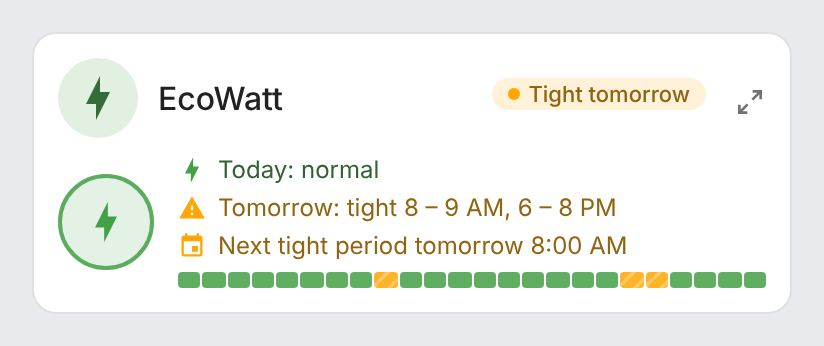 EcoWatt
Tight tomorrow
Today: normal
Tomorrow: tight 8 – 9 AM, 6 – 8 PM
Next tight period tomorrow 8:00 AM